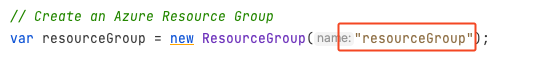 // Create an Azure Resource Group
var resourceGroup = new ResourceGroup( name: "resourceGroup");